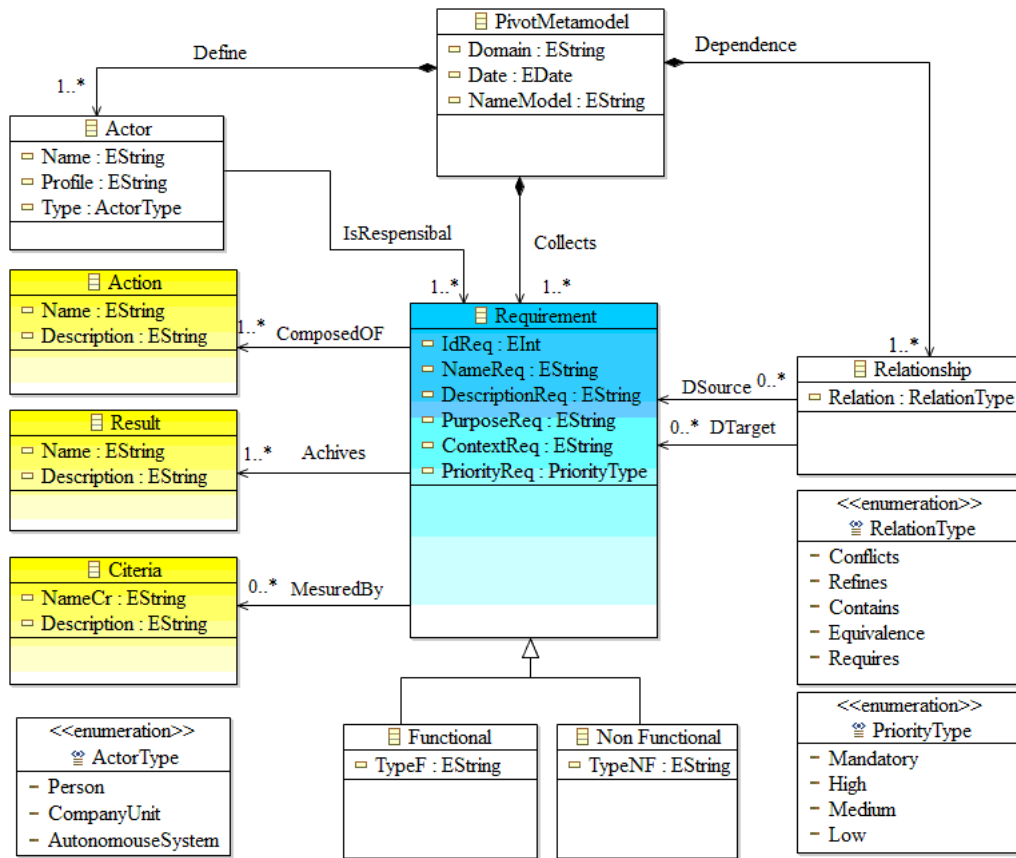 PivotMetamodel
Domain : EString
Date : EDate
NameModel : EString
Define
1..*
Dependence
1..*
Actor
Name : EString
Profile : EString
Type : ActorType
IsRespensibal
1..*
Collects
1..*
Action
Name : EString
Description : EString
1..*
ComposedOF
Requirement
IdReq : EInt
NameReq : EString
DescriptionReq : EString
PurposeReq : EString
ContextReq : EString
PriorityReq : PriorityType
Relationship
Relation : RelationType
DSource
0..*
0..*
DTarget
Result
Name : EString
Description : EString
1..*
Achives
Citeria
NameCr : EString
Description : EString
0..*
MesuredBy
<<enumeration>>
RelationType
Conflicts
Refines
Contains
Equivalence
Requires
<<enumeration>>
ActorType
Person
CompanyUnit
AutonomouseSystem
Functional
TypeF : EString
Non Functional
TypeNF : EString
<<enumeration>>
PriorityType
Mandatory
High
Medium
Low